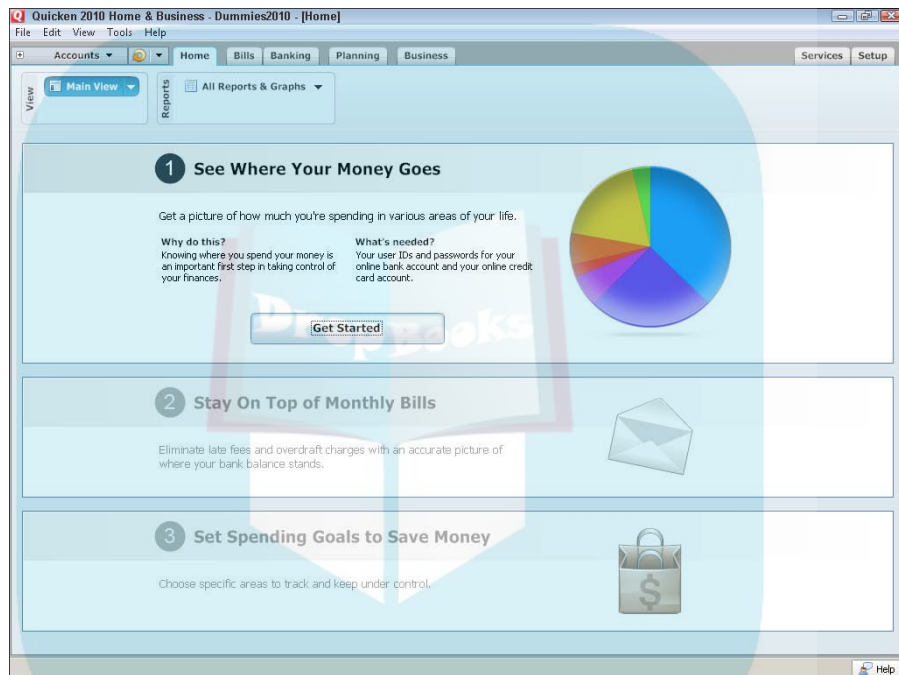 Quicken 2010 Home & Business - Dummies2010 - [Home]
File Edit View Tools Help
Accounts Home Bills Banking Planning Business Services Setup
View Main View Reports All Reports & Graphs
1 See Where Your Money Goes
Get a picture of how much you're spending in various areas of your life.
Why do this?
Knowing where you spend your money is
an important first step in taking control of
your finances.
What's needed?
Your user IDs and passwords for your
online bank account and your online credit
card account.
Get Started
DropBooks
2 Stay On Top of Monthly Bills
Eliminate late fees and overdraft charges with an accurate picture of
where your bank balance stands.
3 Set Spending Goals to Save Money
Choose specific areas to track and keep under control.
$
Help